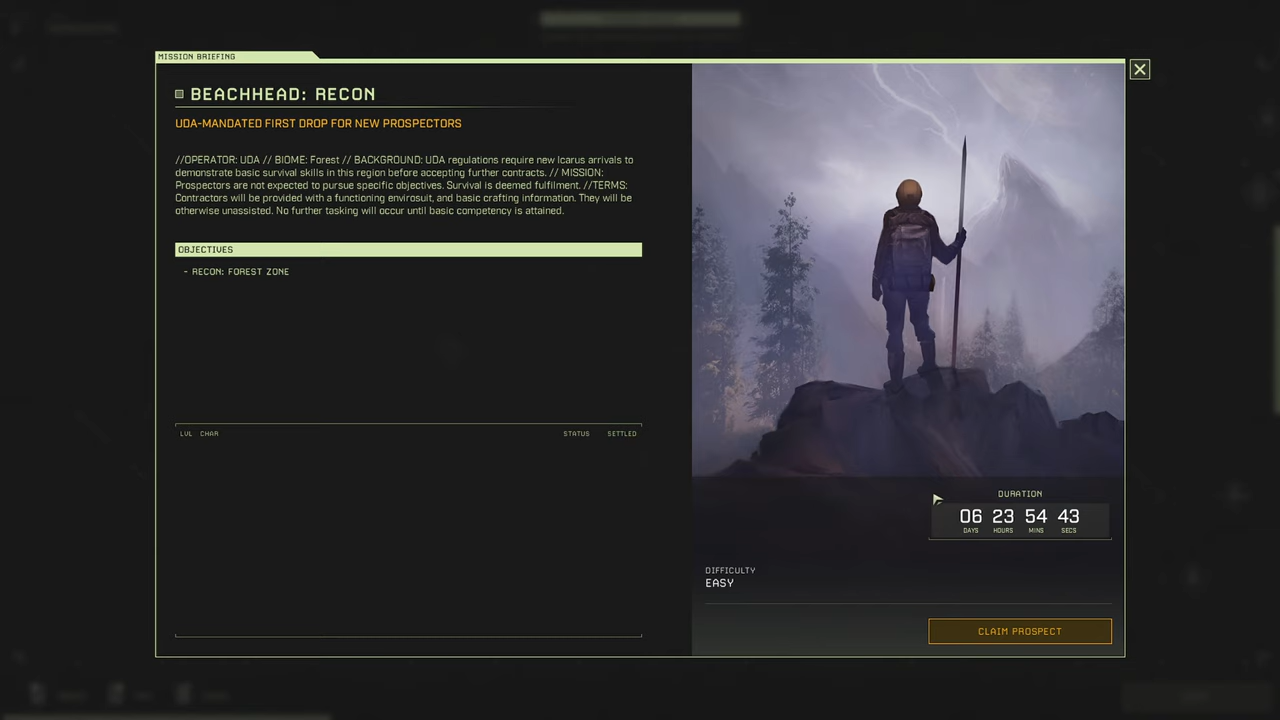 MISSION BRIEFING
BEACHHEAD: RECON
UDA-MANDATED FIRST DROP FOR NEW PROSPECTORS
//OPERATOR: UDA // BIOME: Forest // BACKGROUND: UDA regulations require new Icarus arrivals to
demonstrate basic survival skills in this region before accepting further contracts. // MISSION:
Prospectors are not expected to pursue specific objectives. Survival is deemed fulfilment. //TERMS:
Contractors will be provided with a functioning envirosuit, and basic crafting information. They will be
otherwise unassisted. No further tasking will occur until basic competency is attained.
OBJECTIVES
- RECON: FOREST ZONE
LVL CHAR STATUS SETTLED
DURATION
06 23 54 43
DAYS HOURS MINS SECS
DIFFICULTY
EASY
CLAIM PROSPECT